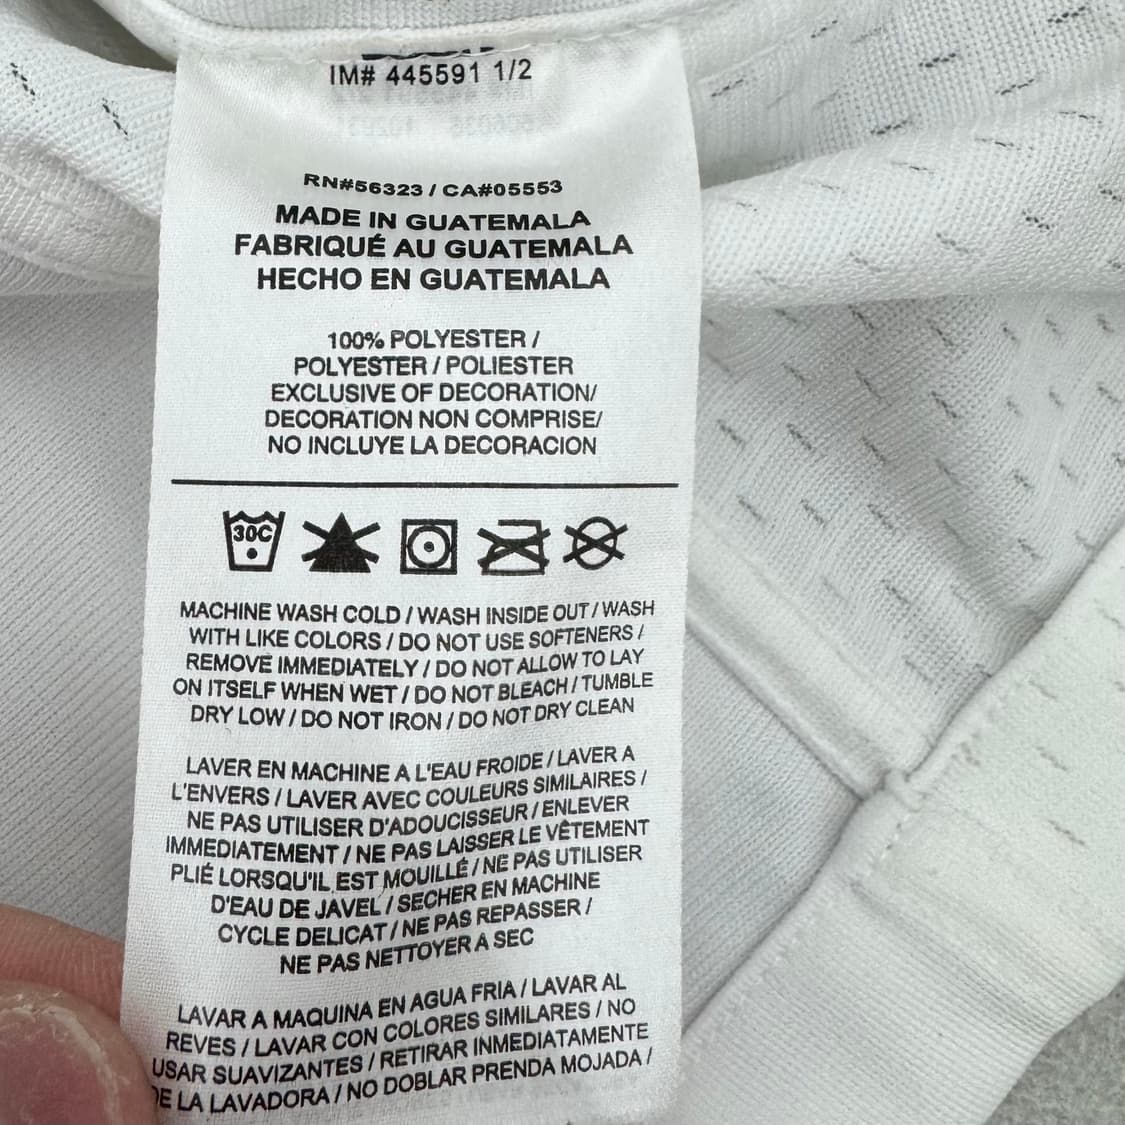 IM# 445591 1/2
RN#56323 / CA#05553
MADE IN GUATEMALA
FABRIQUÉ AU GUATEMALA
HECHO EN GUATEMALA
100% POLYESTER /
POLYESTER / POLIESTER
EXCLUSIVE OF DECORATION/
DECORATION NON COMPRISE/
NO INCLUYE LA DECORACION
30C
MACHINE WASH COLD / WASH INSIDE OUT / WASH
WITH LIKE COLORS / DO NOT USE SOFTENERS /
REMOVE IMMEDIATELY / DO NOT ALLOW TO LAY
ON ITSELF WHEN WET / DO NOT BLEACH / TUMBLE
DRY LOW / DO NOT IRON / DO NOT DRY CLEAN
LAVER EN MACHINE A L'EAU FROIDE / LAVER A
L'ENVERS / LAVER AVEC COULEURS SIMILAIRES /
NE PAS UTILISER D'ADOUCISSEUR / ENLEVER
IMMEDIATEMENT / NE PAS LAISSER LE VÊTEMENT
PLIÉ LORSQU'IL EST MOUILLÉ / NE PAS UTILISER
D'EAU DE JAVEL / SECHER EN MACHINE
CYCLE DELICAT / NE PAS REPASSER /
NE PAS NETTOYER A SEC
LAVAR A MAQUINA EN AGUA FRIA / LAVAR AL
REVES / LAVAR CON COLORES SIMILARES / NO
USAR SUAVIZANTES / RETIRAR INMEDIATAMENTE
DE LA LAVADORA / NO DOBLAR PRENDA MOJADA /